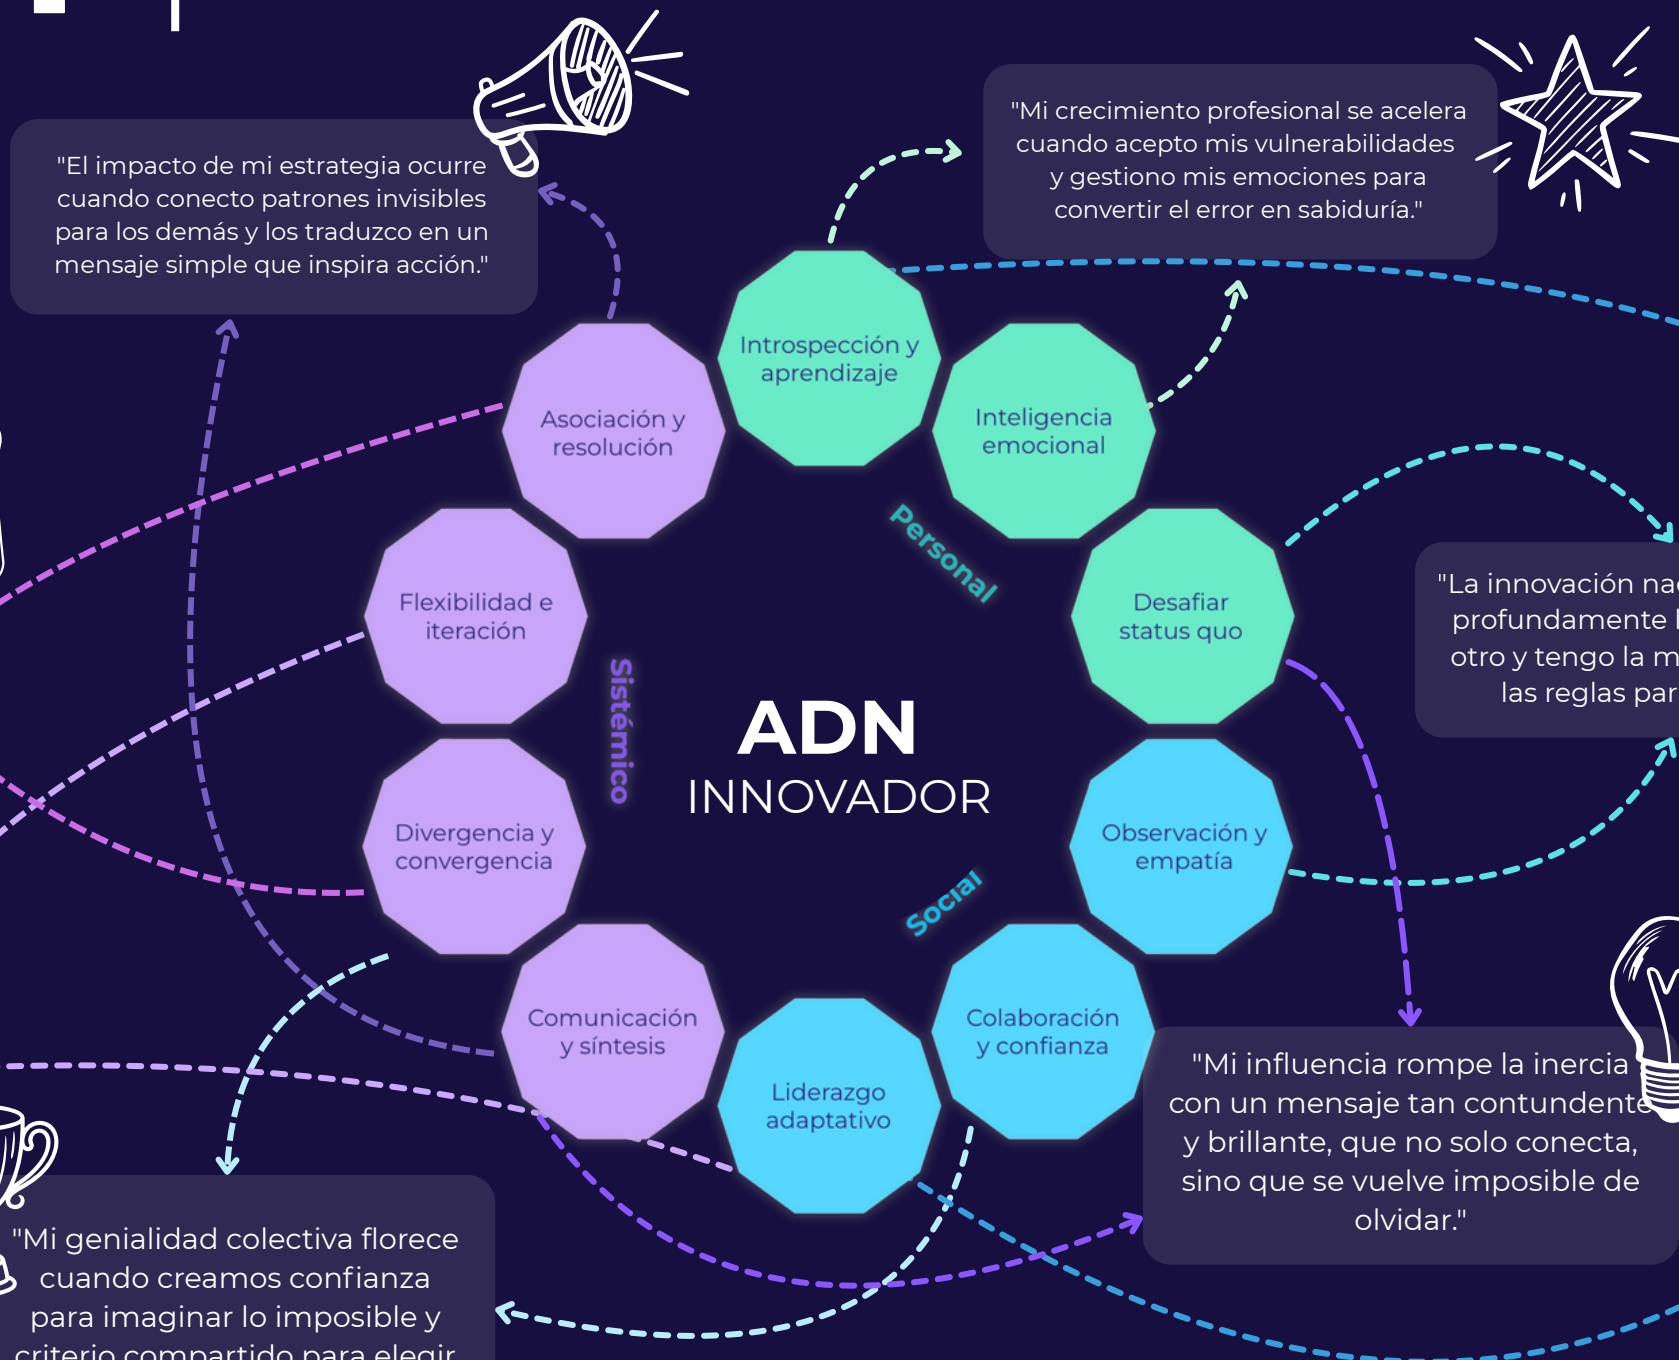 "El impacto de mi estrategia ocurre
cuando conecto patrones invisibles
para los demás y los traduzco en un
mensaje simple que inspira acción."
"Mi crecimiento profesional se acelera
cuando acepto mis vulnerabilidades
y gestiono mis emociones para
convertir el error en sabiduría."
Introspección y
aprendizaje
Asociación y
resolución
Inteligencia
emocional
Personal
Flexibilidad e
iteración
Desafiar
status quo
"La innovación
profundamente
otro y tengo la
las reglas
Sistémico
ADN
INNOVADOR
Divergencia y
convergencia
Observación y
empatía
Social
Comunicación
y síntesis
Colaboración
y confianza
Liderazgo
adaptativo
"Mi influencia rompe la inercia
con un mensaje tan contundente
y brillante, que no solo conecta,
sino que se vuelve imposible de
olvidar."
"Mi genialidad colectiva florece
cuando creamos confianza
para imaginar lo imposible y
criterio compartido para elegir